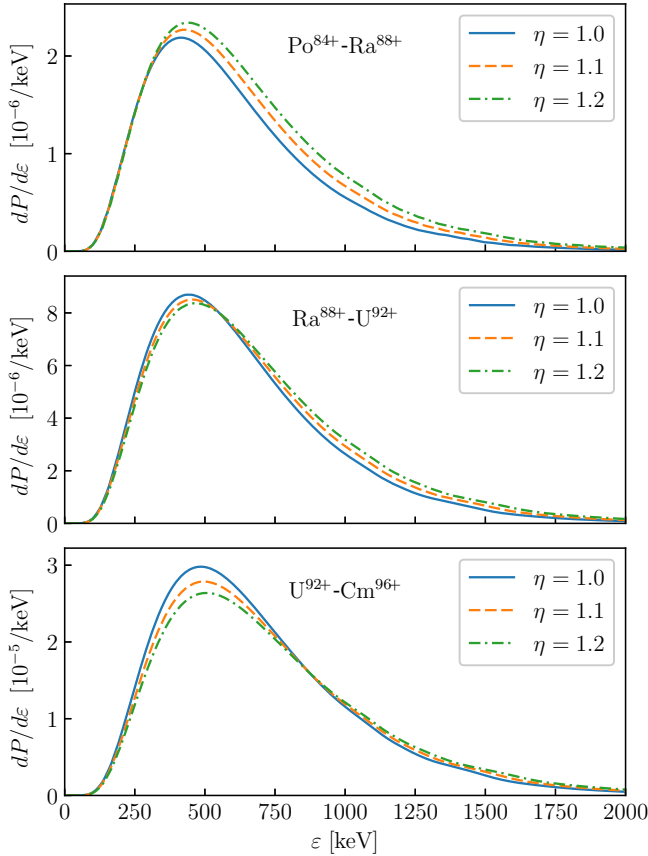 Po⁸⁴⁺-Ra⁸⁸⁺
η = 1.0
η = 1.1
η = 1.2
2
1
0
dP/dε [10⁻⁶/keV]
Ra⁸⁸⁺-U⁹²⁺
η = 1.0
η = 1.1
η = 1.2
8
6
4
2
0
dP/dε [10⁻⁶/keV]
U⁹²⁺-Cm⁹⁶⁺
η = 1.0
η = 1.1
η = 1.2
3
2
1
0
dP/dε [10⁻⁵/keV]
0 250 500 750 1000 1250 1500 1750 2000
ε [keV]